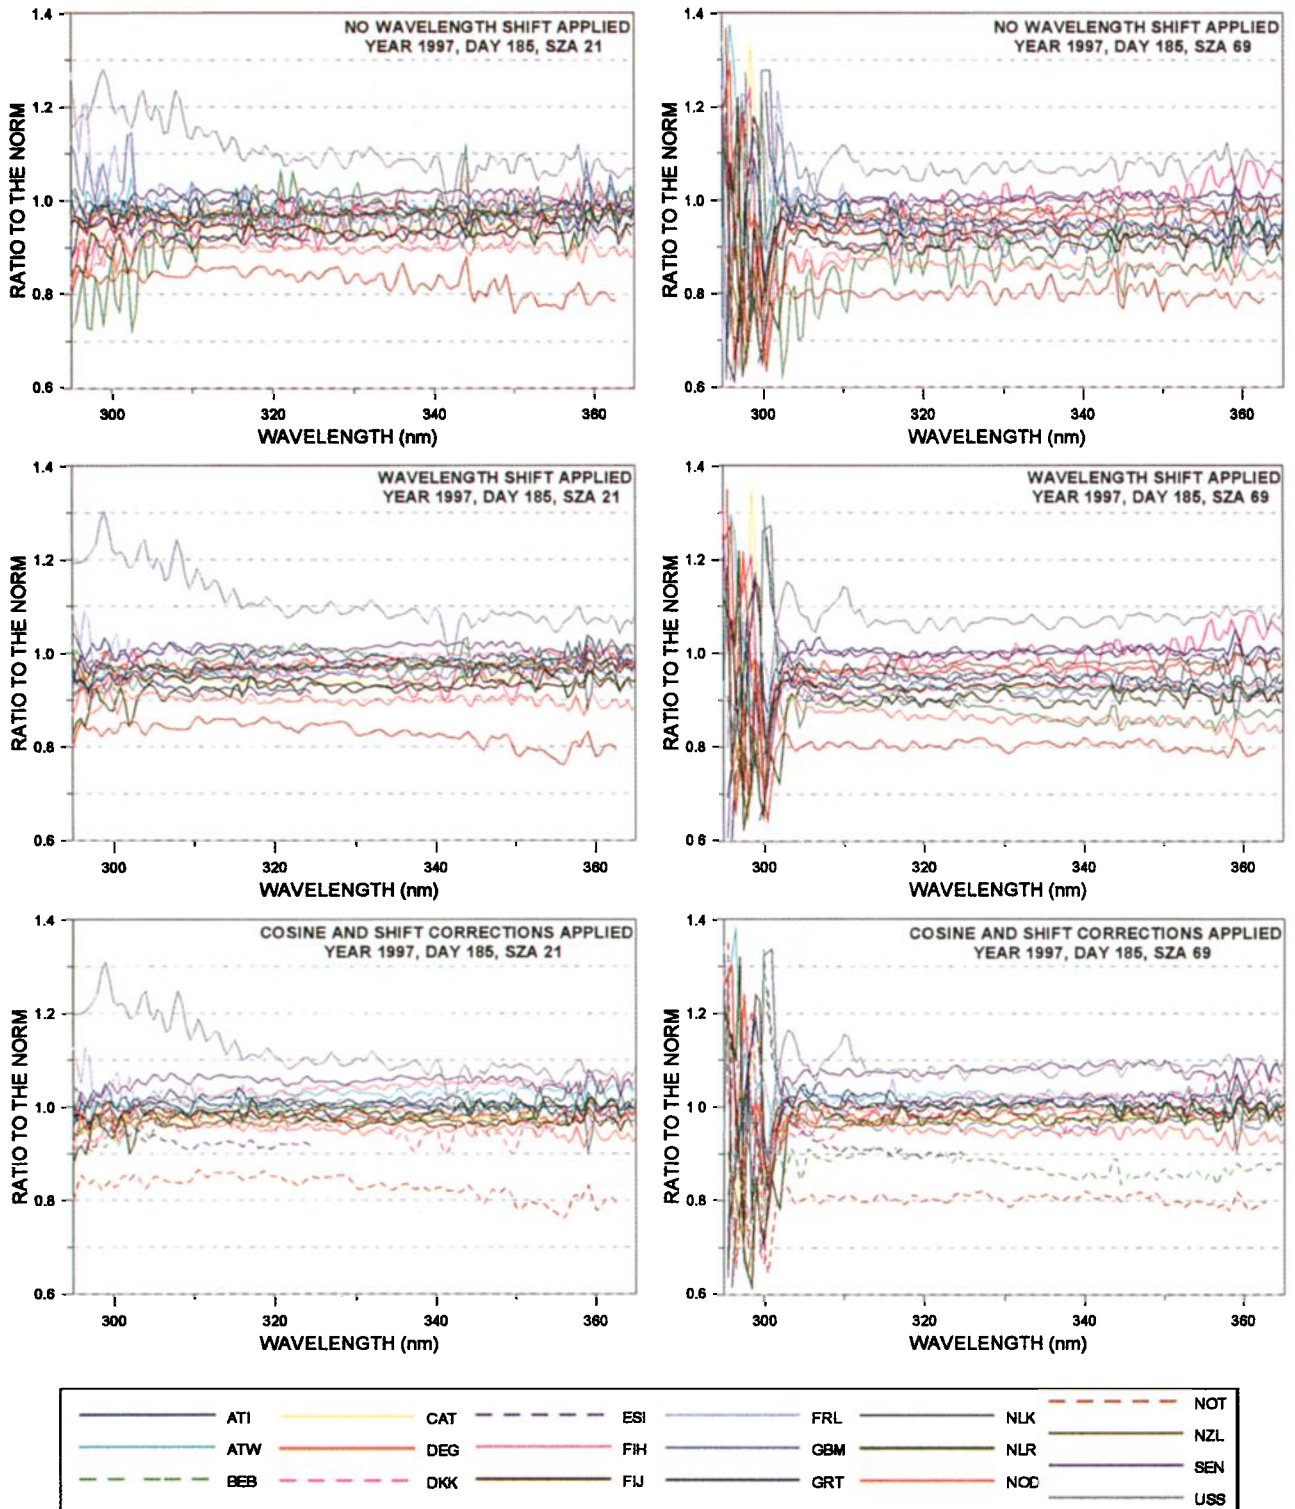 NO WAVELENGTH SHIFT APPLIED
YEAR 1997, DAY 185, SZA 21
RATIO TO THE NORM
1.4
1.2
1.0
0.8
0.6
300 320 340 360
WAVELENGTH (nm)
NO WAVELENGTH SHIFT APPLIED
YEAR 1997, DAY 185, SZA 69
RATIO TO THE NORM
1.4
1.2
1.0
0.8
0.6
300 320 340 360
WAVELENGTH (nm)
WAVELENGTH SHIFT APPLIED
YEAR 1997, DAY 185, SZA 21
RATIO TO THE NORM
1.4
1.2
1.0
0.8
0.6
300 320 340 360
WAVELENGTH (nm)
WAVELENGTH SHIFT APPLIED
YEAR 1997, DAY 185, SZA 69
RATIO TO THE NORM
1.4
1.2
1.0
0.8
0.6
300 320 340 360
WAVELENGTH (nm)
COSINE AND SHIFT CORRECTIONS APPLIED
YEAR 1997, DAY 185, SZA 21
RATIO TO THE NORM
1.4
1.2
1.0
0.8
0.6
300 320 340 360
WAVELENGTH (nm)
COSINE AND SHIFT CORRECTIONS APPLIED
YEAR 1997, DAY 185, SZA 69
RATIO TO THE NORM
1.4
1.2
1.0
0.8
0.6
300 320 340 360
WAVELENGTH (nm)
ATI
ATW
BEB
CAT
DEG
DKK
ESI
FIH
FIJ
FRL
GBM
GRT
NLK
NLR
NOD
NOT
NZL
SEN
USS